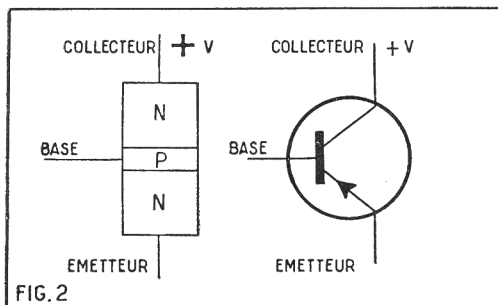 COLLECTEUR + V
N
BASE
P
N
EMETTEUR
COLLECTEUR + V
BASE
EMETTEUR
FIG. 2